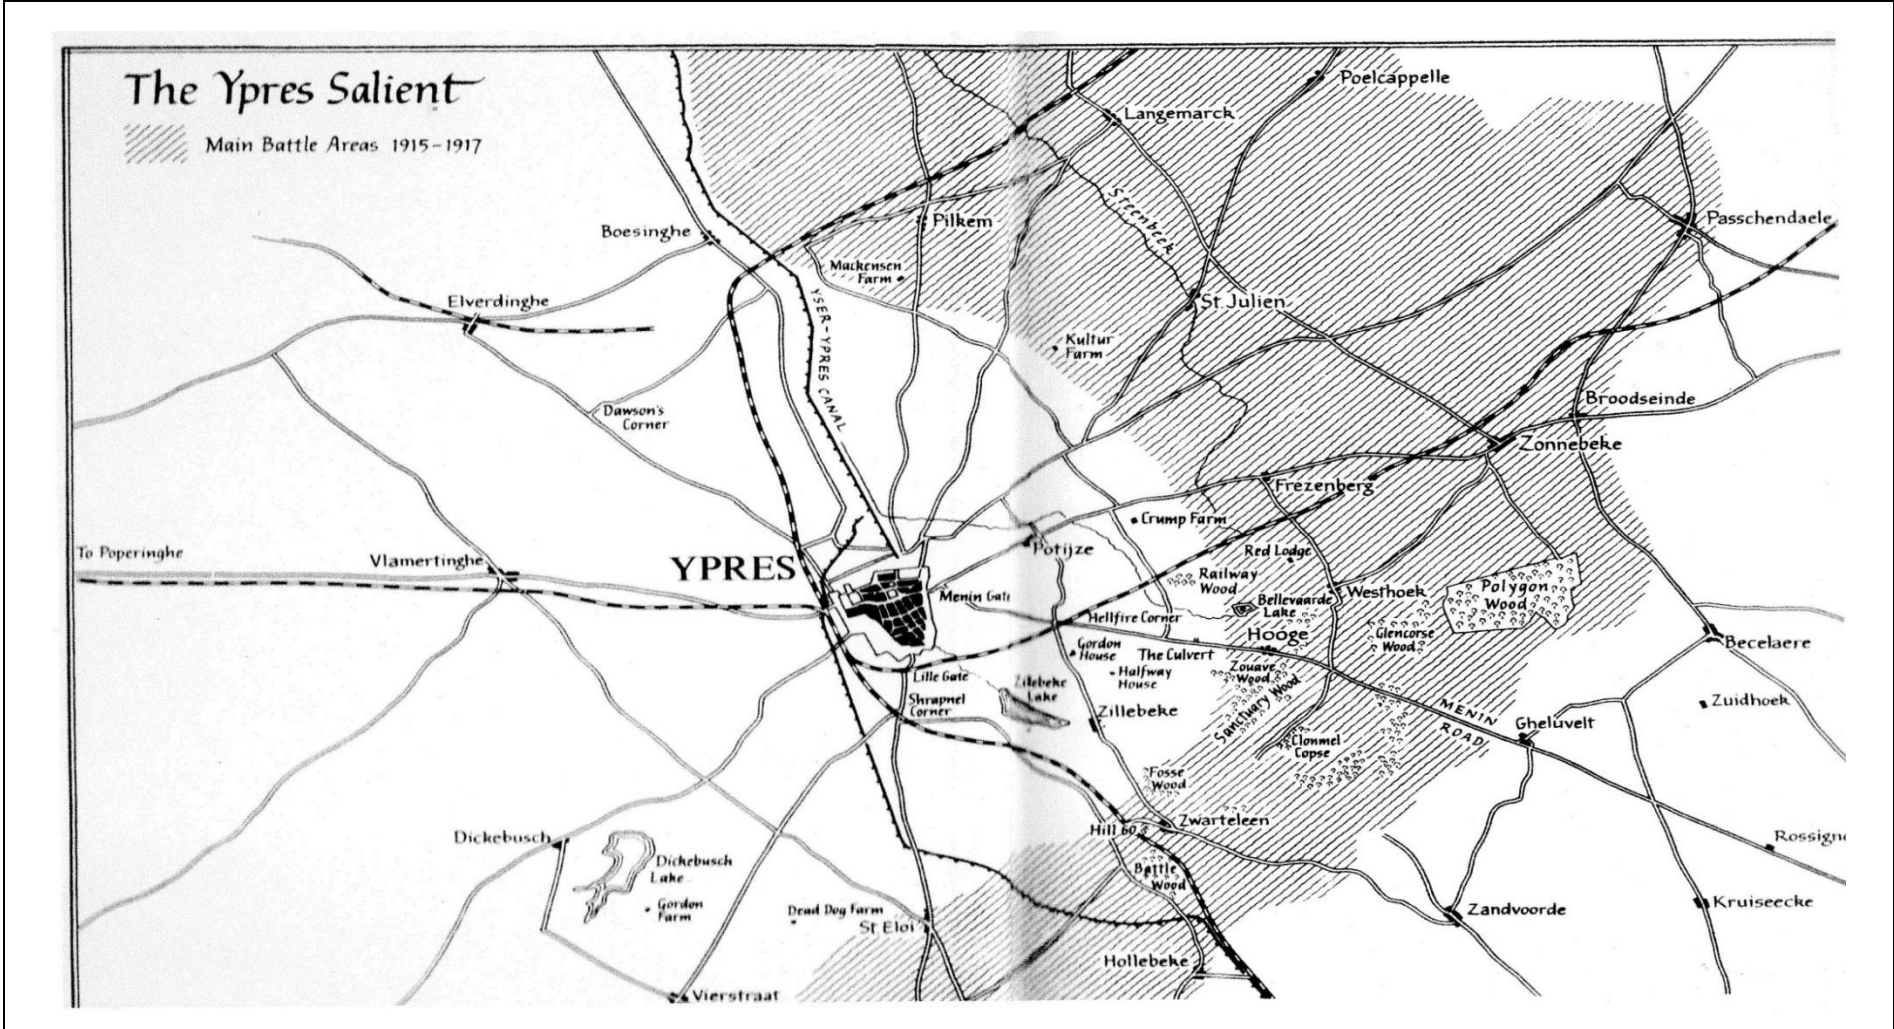 The Ypres Salient
Main Battle Areas 1915-1917
Poelcappelle
Langemarck
Steenbeek
Passchendaele
Boesinghe
Pilkem
Mackensen
Farm
Elverdinghe
YSER-YPRES CANAL
St. Julien
Kultur
Farm
Dawson's
Corner
Broodseinde
Zonnebeke
Frezenberg
Crump Farm
To Poperinghe
Vlamertinghe
YPRES
Potijze
Red Lodge
Railway
Wood
Menin Gate
Bellevaarde
Lake
Westhoek
Polygon
Wood
Hellfire Corner
Hooge
Glencorse
Wood
Becelaere
Gordon
House
The Culvert
Halfway
House
Zouave
Wood
Lille Gate
Zillebeke
Lake
Sanctuary Wood
Shrapnel
Corner
Zillebeke
MENIN
ROAD
Gheluvelt
Zuidhoek
Clonmel
Copse
Fosse
Wood
Hill 60
Zwarteleen
Dickebusch
Rossign
Dickebusch
Lake
Battle
Wood
Gordon
Farm
Dead Dog Farm
St Eloi
Zandvoorde
Kruiseecke
Hollebeke
Vierstraat